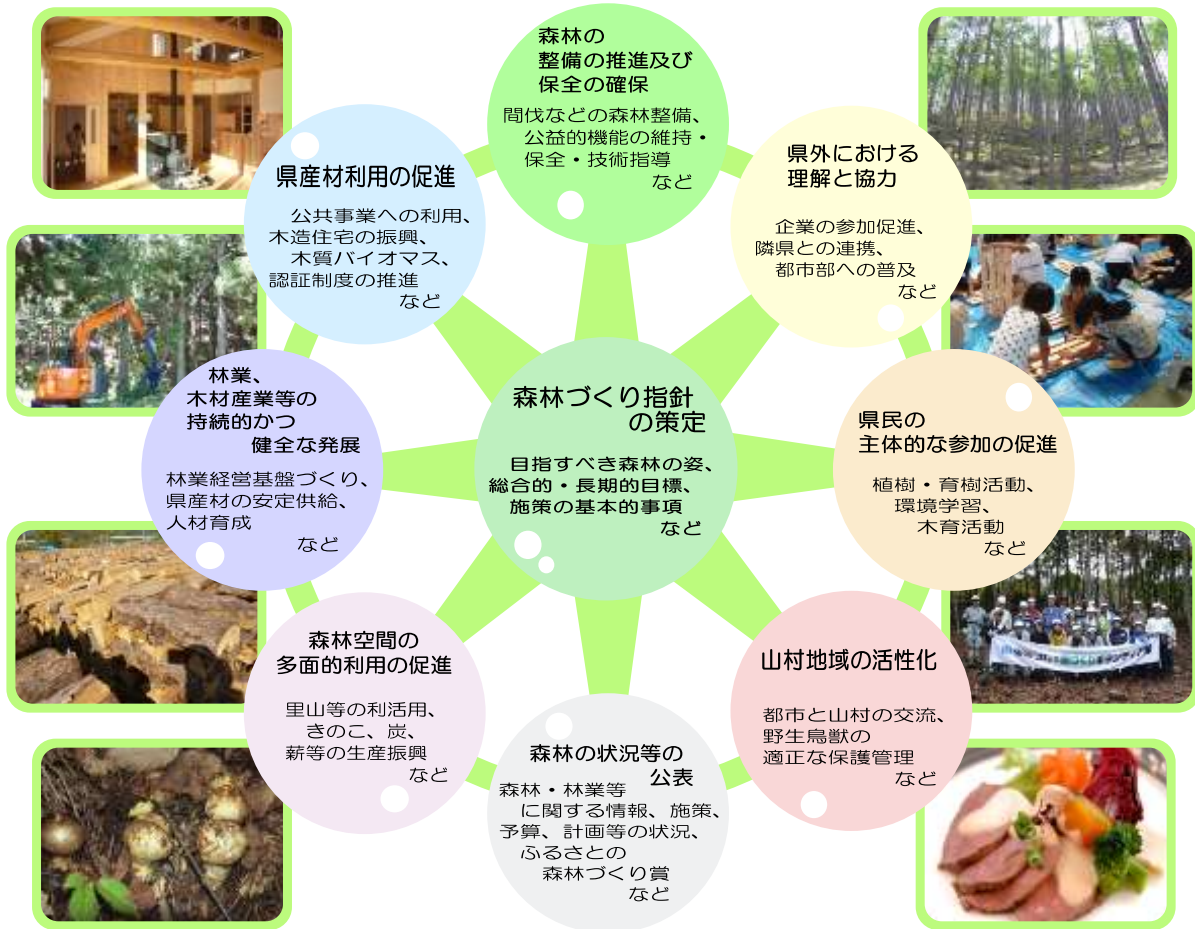 森林の
整備の推進及び
保全の確保
間伐などの森林整備、
公益的機能の維持・
保全・技術指導
など
県産材利用の促進
公共事業への利用、
木造住宅の振興、
木質バイオマス、
認証制度の推進
など
県外における
理解と協力
企業の参加促進、
隣県との連携、
都市部への普及
など
林業、
木材産業等の
持続的かつ
健全な発展
林業経営基盤づくり、
県産材の安定供給、
人材育成
など
森林づくり指針
の策定
目指すべき森林の姿、
総合的・長期的目標、
施策の基本的事項
など
県民の
主体的な参加の促進
植樹・育樹活動、
環境学習、
木育活動
など
森林空間の
多面的利用の促進
里山等の利活用、
きのこ、炭、
薪等の生産振興
など
山村地域の活性化
都市と山村の交流、
野生鳥獣の
適正な保護管理
など
森林の状況等の
公表
森林・林業等
に関する情報、施策、
予算、計画等の状況、
ふるさとの
森林づくり賞
など